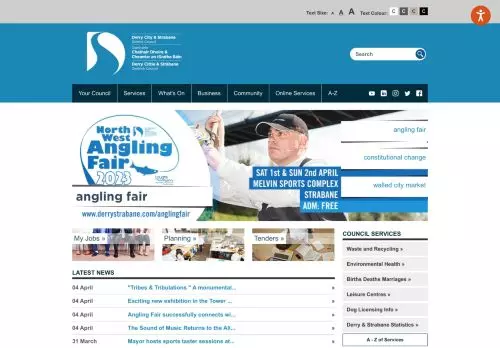 Text Size: A A A Text Colour: C C C C
Derry City & Strabane
District Council
Comhairle
Chathair Dhoire &
Cheantar an tSratha Báin
Derry Cittie & Stràbane
Destrick Cooncil
Search
Your Council Services What's On Business Community Online Services A-Z
North
West
Angling
Fair
2023
angling fair
www.derrystrabane.com/anglingfair
SAT 1st & SUN 2nd APRIL
MELVIN SPORTS COMPLEX
STRABANE
ADM: FREE
angling fair
constitutional change
walled city market
My Jobs »
Planning »
Tenders »
LATEST NEWS
04 April "Tribes & Tribulations " A monumental... »
04 April Exciting new exhibition in the Tower ... »
04 April Angling Fair successfully connects wi... »
04 April The Sound of Music Returns to the All... »
31 March Mayor hosts sports taster sessions at... »
COUNCIL SERVICES
Waste and Recycling »
Environmental Health »
Births Deaths Marriages »
Leisure Centres »
Dog Licensing Info »
Derry & Strabane Statistics »
A - Z of Services